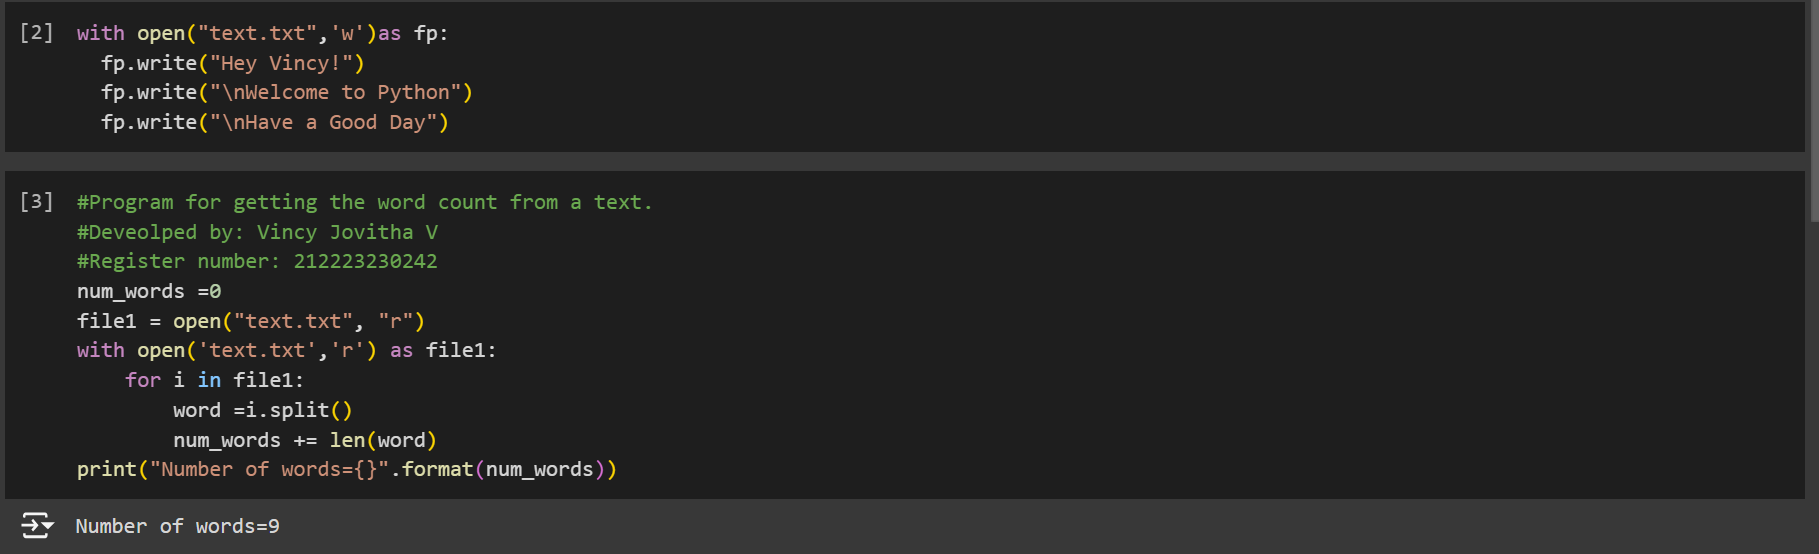 [2] with open("text.txt",'w')as fp:
  fp.write("Hey Vincy!")
  fp.write("\nWelcome to Python")
  fp.write("\nHave a Good Day")
[3] #Program for getting the word count from a text.
#Deveolped by: Vincy Jovitha V
#Register number: 212223230242
num_words =0
file1 = open("text.txt", "r")
with open('text.txt','r') as file1:
    for i in file1:
        word =i.split()
        num_words += len(word)
print("Number of words={}".format(num_words))
Number of words=9